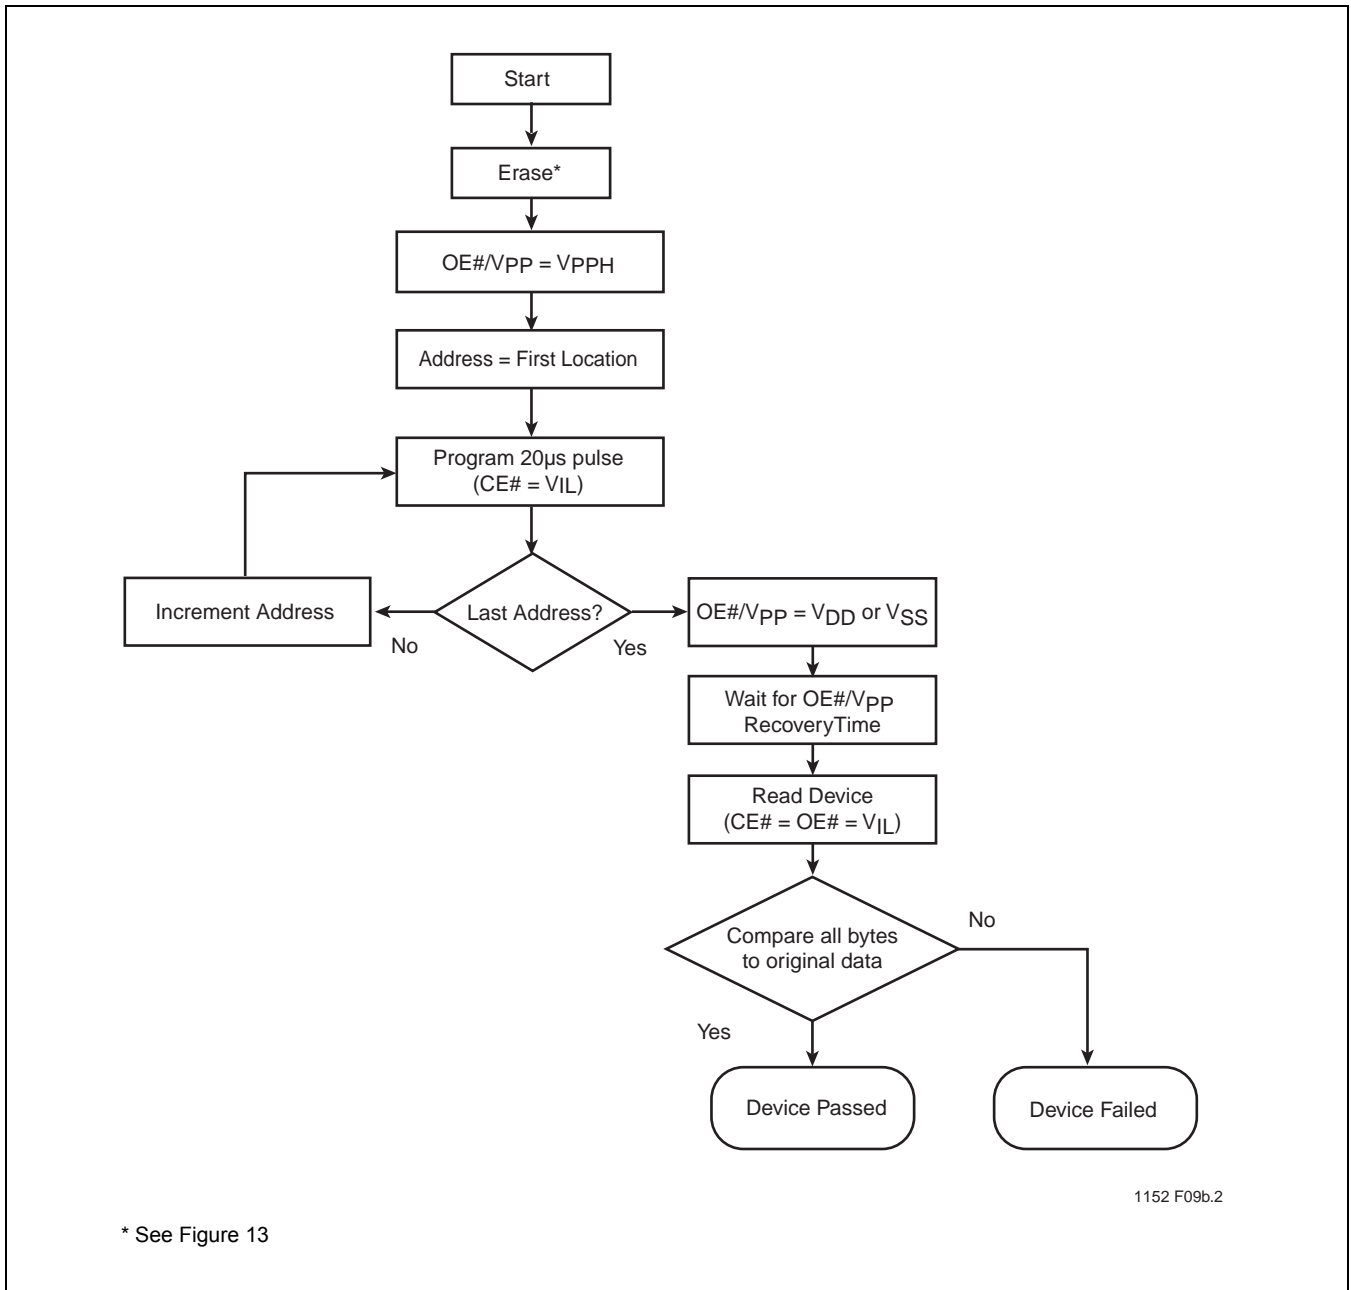 Start
Erase*
OE#/VPP = VPPH
Address = First Location
Program 20µs pulse
(CE# = VIL)
Increment Address
No
Last Address?
Yes
OE#/VPP = VDD or VSS
Wait for OE#/VPP
RecoveryTime
Read Device
(CE# = OE# = VIL)
Compare all bytes
to original data
No
Yes
Device Passed
Device Failed
1152 F09b.2
* See Figure 13